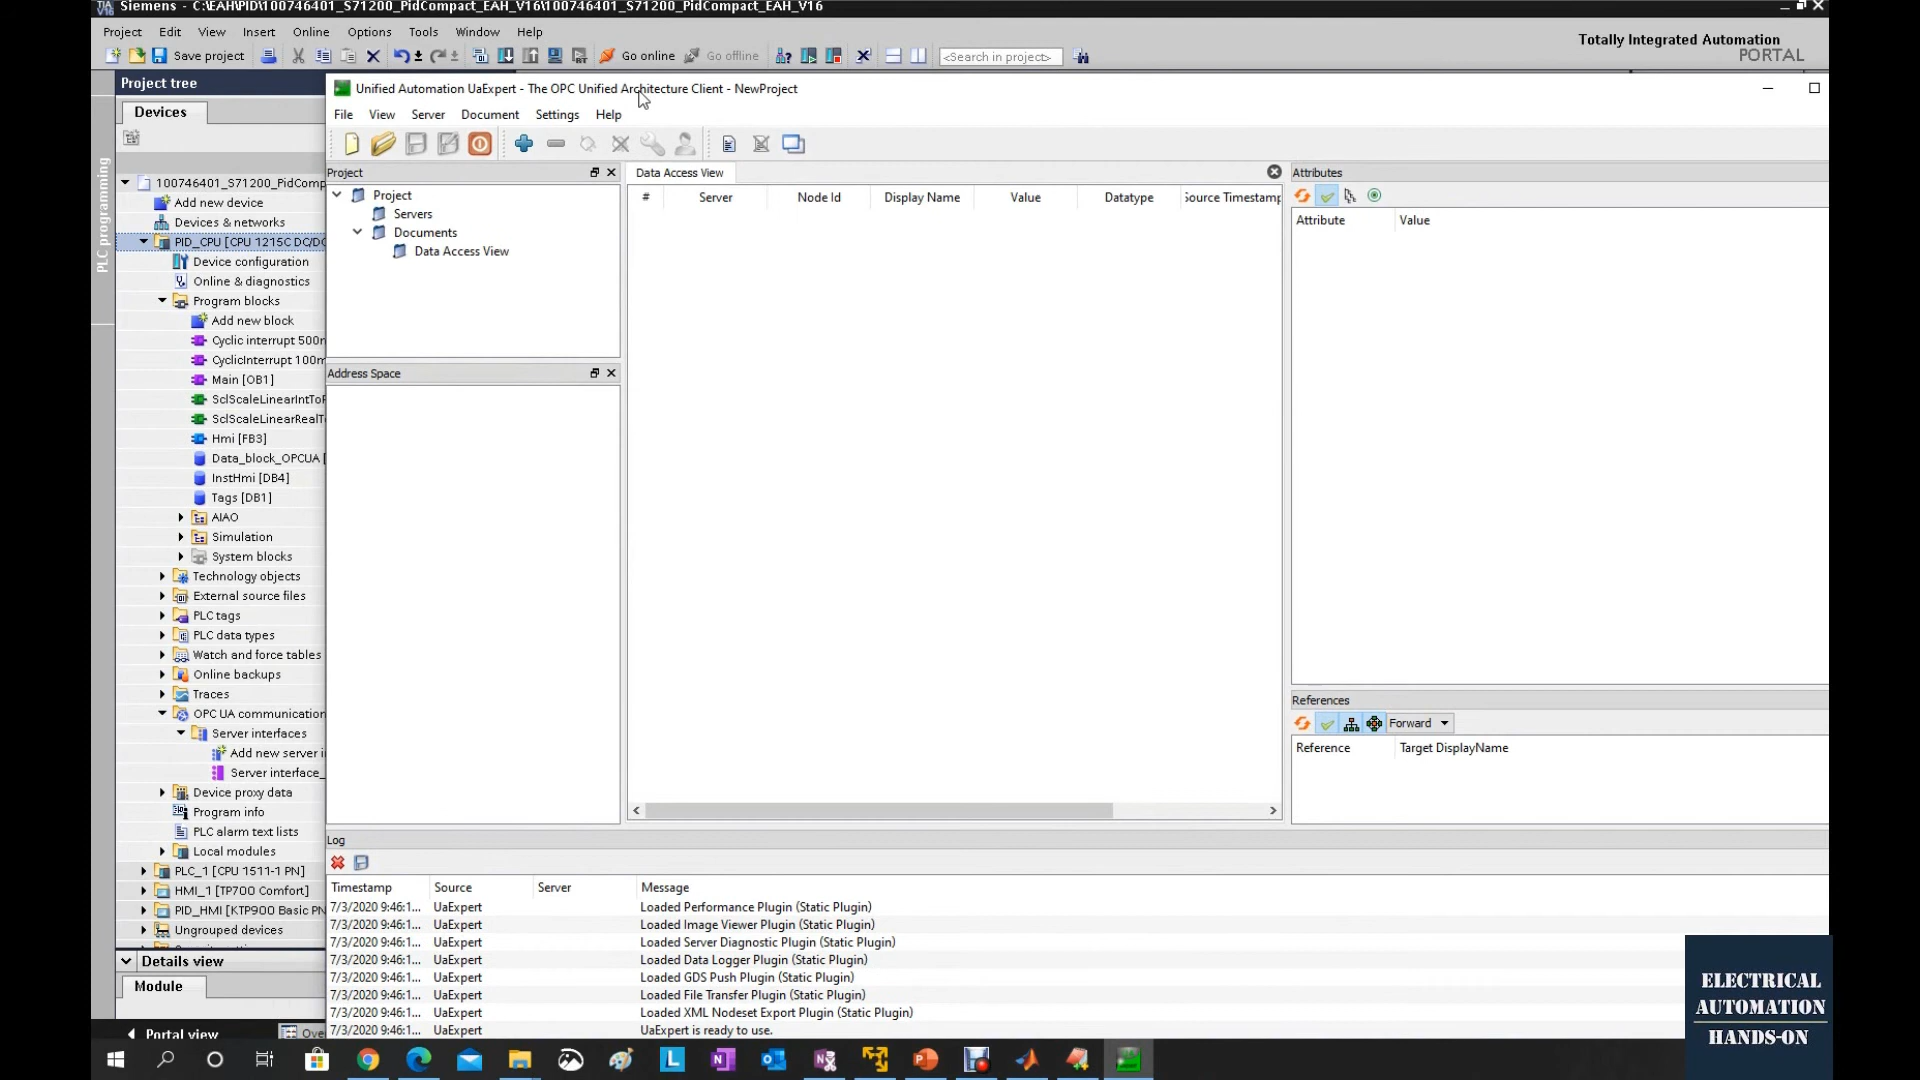 Siemens - C:\EAH\PID\100746401_S71200_PidCompact_EAH_V16\100746401_S71200_PidCompact_EAH_V16
Project Edit View Insert Online Options Tools Window Help
Totally Integrated Automation
PORTAL
Save project
Go online
Go offline
<Search in project>
Project tree
Devices
PLC programming
100746401_S71200_PidComp
Add new device
Devices & networks
PID_CPU [CPU 1215C DC/DC
Device configuration
Online & diagnostics
Program blocks
Add new block
Cyclic interrupt 500m
CyclicInterrupt 100m
Main [OB1]
SclScaleLinearIntToR
SclScaleLinearRealTo
Hmi [FB3]
Data_block_OPCUA [
InstHmi [DB4]
Tags [DB1]
AIAO
Simulation
System blocks
Technology objects
External source files
PLC tags
PLC data types
Watch and force tables
Online backups
Traces
OPC UA communication
Server interfaces
Add new server i
Server interface_
Device proxy data
Program info
PLC alarm text lists
Local modules
PLC_1 [CPU 1511-1 PN]
HMI_1 [TP700 Comfort]
PID_HMI [KTP900 Basic PN
Ungrouped devices
Details view
Module
Portal view
Ove
Unified Automation UaExpert - The OPC Unified Architecture Client - NewProject
File View Server Document Settings Help
Project
Project
Servers
Documents
Data Access View
Address Space
Data Access View
# Server Node Id Display Name Value Datatype Source Timestamp
Attributes
Attribute Value
References
Forward
Reference Target DisplayName
Log
Timestamp Source Server Message
7/3/2020 9:46:1... UaExpert Loaded Performance Plugin (Static Plugin)
7/3/2020 9:46:1... UaExpert Loaded Image Viewer Plugin (Static Plugin)
7/3/2020 9:46:1... UaExpert Loaded Server Diagnostic Plugin (Static Plugin)
7/3/2020 9:46:1... UaExpert Loaded Data Logger Plugin (Static Plugin)
7/3/2020 9:46:1... UaExpert Loaded GDS Push Plugin (Static Plugin)
7/3/2020 9:46:1... UaExpert Loaded File Transfer Plugin (Static Plugin)
7/3/2020 9:46:1... UaExpert Loaded XML Nodeset Export Plugin (Static Plugin)
7/3/2020 9:46:1... UaExpert UaExpert is ready to use.
ELECTRICAL
AUTOMATION
HANDS-ON